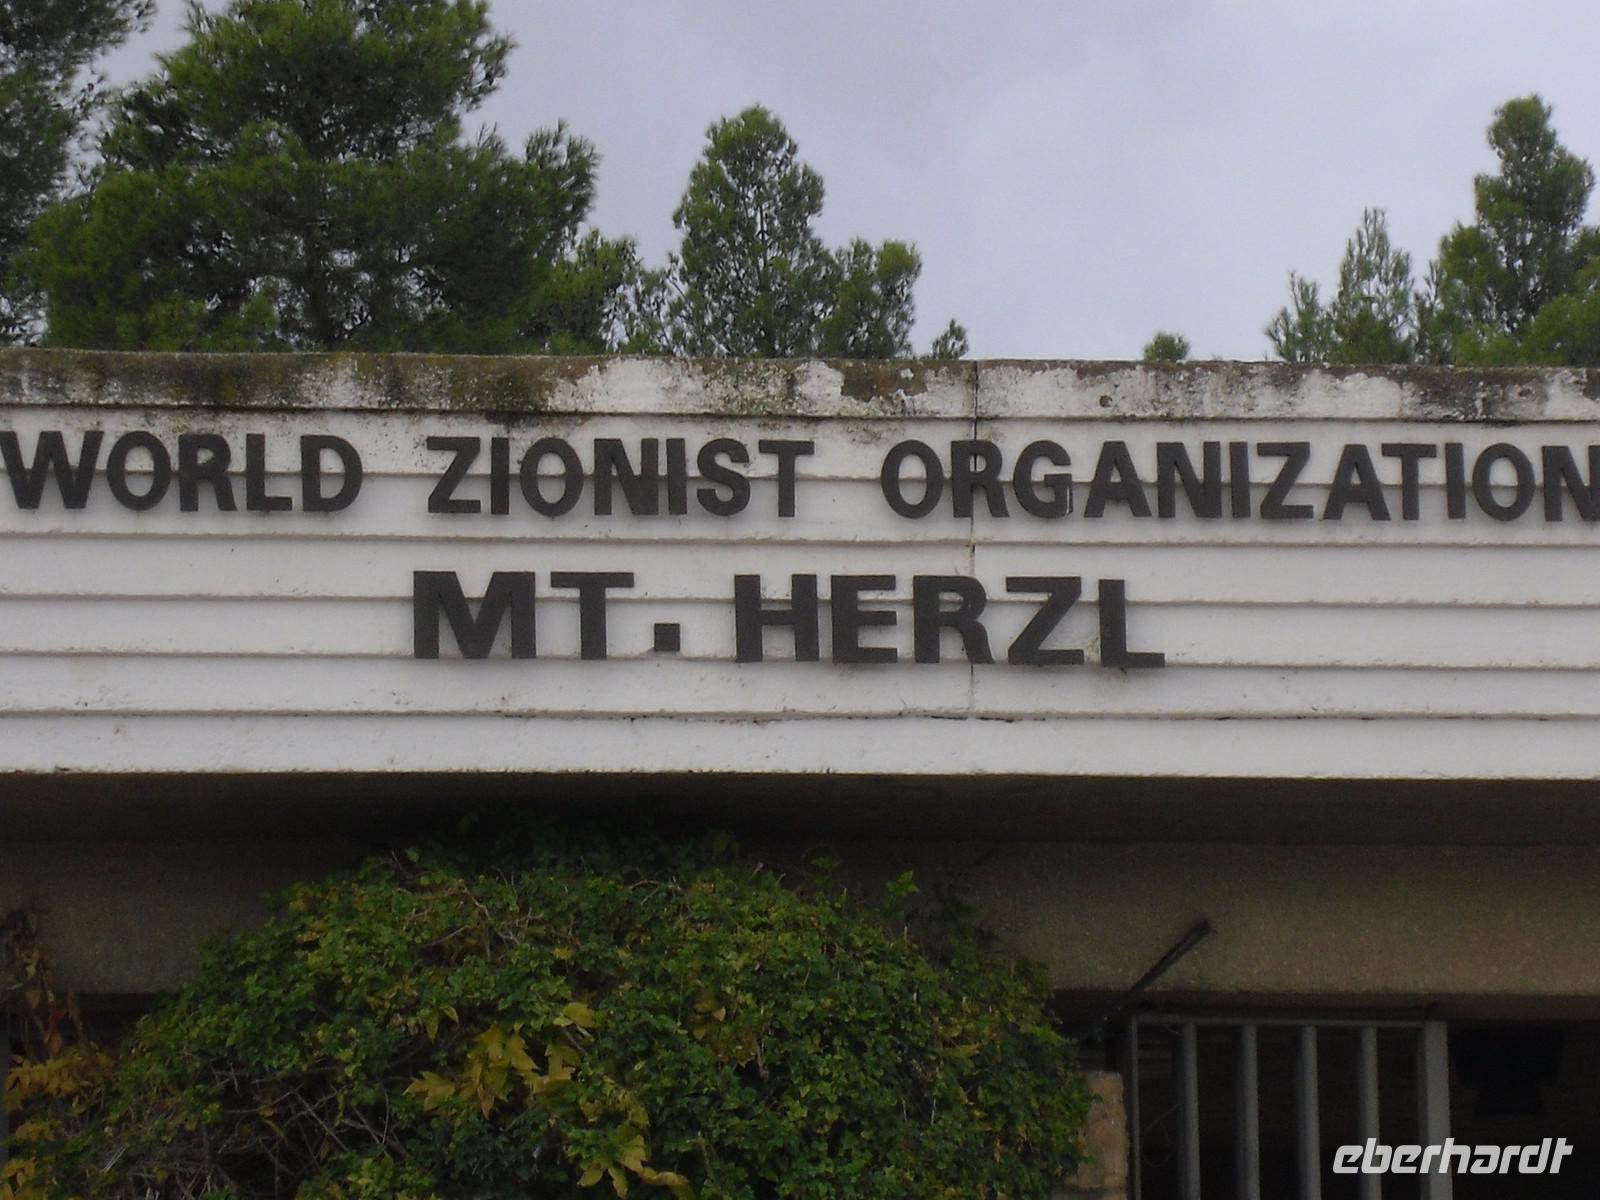 WORLD ZIONIST ORGANIZATION
MT. HERZL
eberhardt